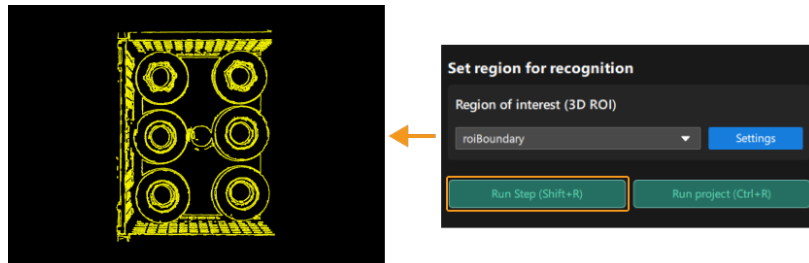 Set region for recognition
Region of interest (3D ROI)
roiBoundary
Settings
Run Step (Shift+R)
Run project (Ctrl+R)